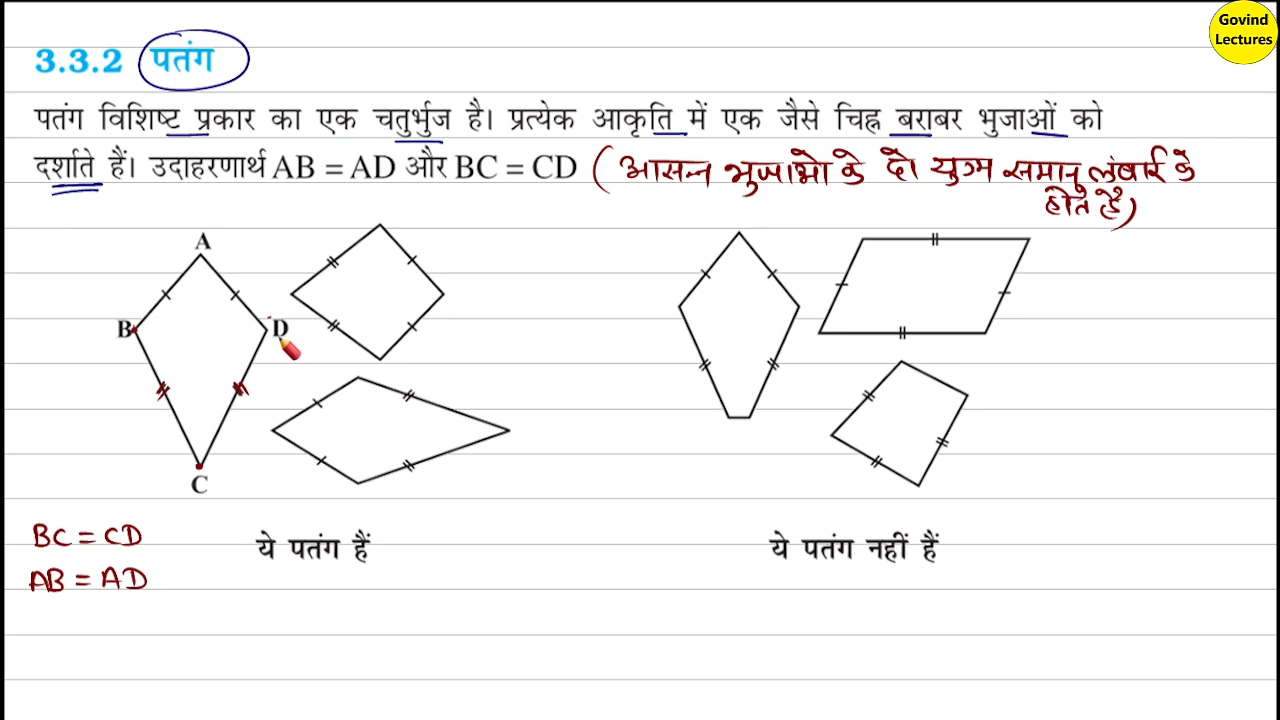 Govind
Lectures
3.3.2 पतंग
पतंग विशिष्ट प्रकार का एक चतुर्भुज है। प्रत्येक आकृति में एक जैसे चिह्न बराबर भुजाओं को
दर्शाते हैं। उदाहरणार्थ AB = AD और BC = CD (आसन्न भुजाओ के दो युग्म समान लंबाई के
होते है)
A
B
D
C
BC = CD
AB = AD
ये पतंग हैं
ये पतंग नहीं हैं